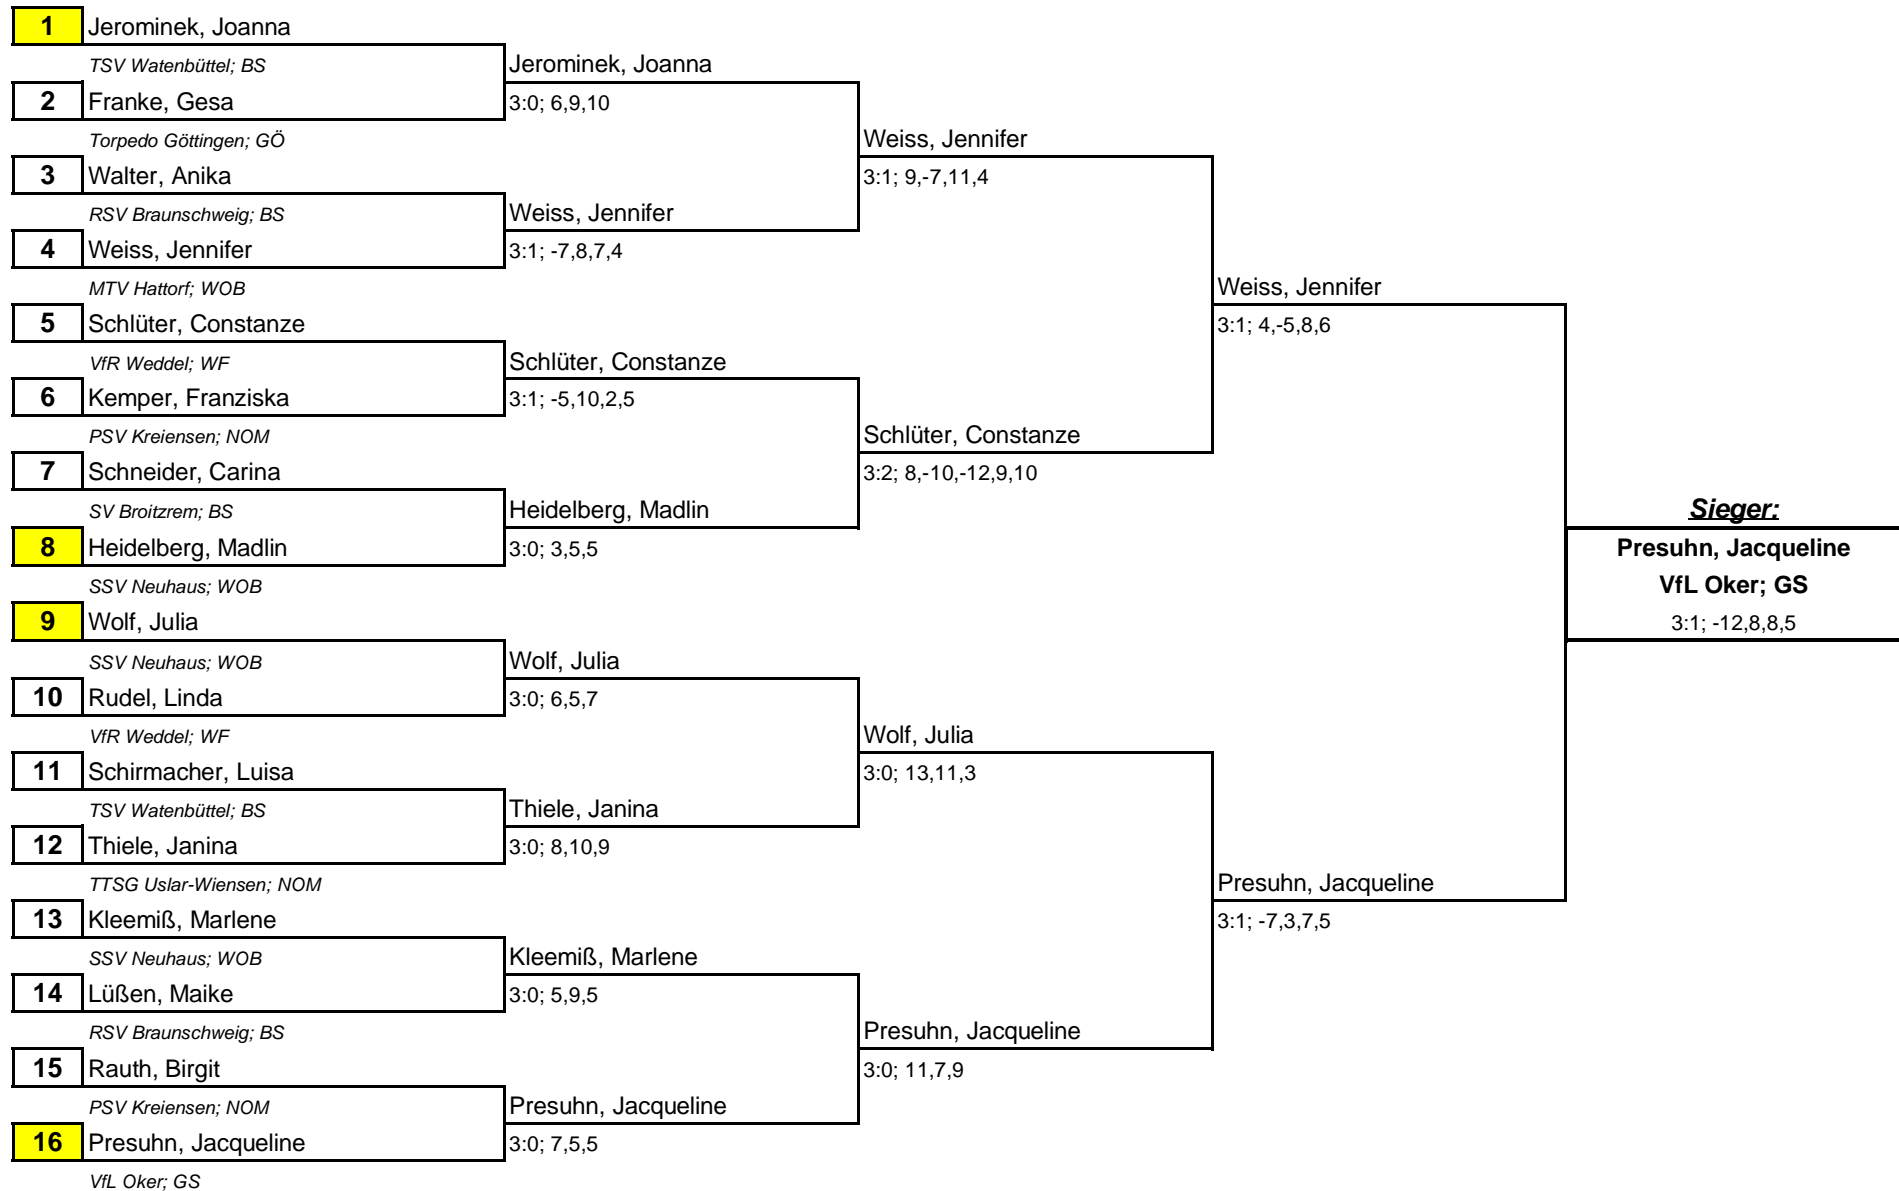 1 Jerominek, Joanna
TSV Watenbüttel; BS
Jerominek, Joanna
2 Franke, Gesa
3:0; 6,9,10
Torpedo Göttingen; GÖ
Weiss, Jennifer
3 Walter, Anika
3:1; 9,-7,11,4
RSV Braunschweig; BS
Weiss, Jennifer
4 Weiss, Jennifer
3:1; -7,8,7,4
MTV Hattorf; WOB
Weiss, Jennifer
5 Schlüter, Constanze
3:1; 4,-5,8,6
VfR Weddel; WF
Schlüter, Constanze
6 Kemper, Franziska
3:1; -5,10,2,5
PSV Kreiensen; NOM
Schlüter, Constanze
7 Schneider, Carina
3:2; 8,-10,-12,9,10
SV Broitzrem; BS
Heidelberg, Madlin
Sieger:
8 Heidelberg, Madlin
3:0; 3,5,5
Presuhn, Jacqueline
SSV Neuhaus; WOB
VfL Oker; GS
9 Wolf, Julia
3:1; -12,8,8,5
SSV Neuhaus; WOB
Wolf, Julia
10 Rudel, Linda
3:0; 6,5,7
VfR Weddel; WF
Wolf, Julia
11 Schirmacher, Luisa
3:0; 13,11,3
TSV Watenbüttel; BS
Thiele, Janina
12 Thiele, Janina
3:0; 8,10,9
TTSG Uslar-Wiensen; NOM
Presuhn, Jacqueline
13 Kleemiß, Marlene
3:1; -7,3,7,5
SSV Neuhaus; WOB
Kleemiß, Marlene
14 Lüßen, Maike
3:0; 5,9,5
RSV Braunschweig; BS
Presuhn, Jacqueline
15 Rauth, Birgit
3:0; 11,7,9
PSV Kreiensen; NOM
Presuhn, Jacqueline
16 Presuhn, Jacqueline
3:0; 7,5,5
VfL Oker; GS